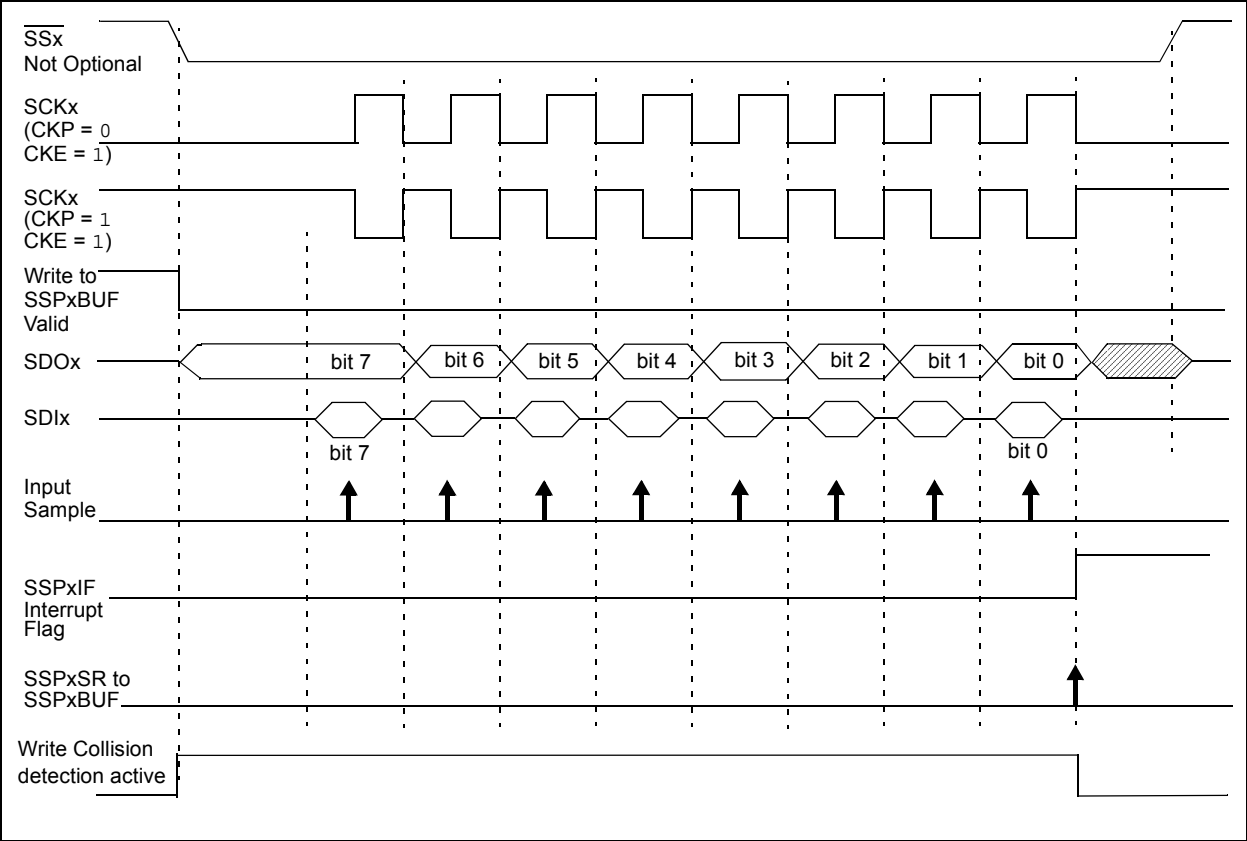 SSx
Not Optional
SCKx
(CKP = 0
CKE = 1)
SCKx
(CKP = 1
CKE = 1)
Write to
SSPxBUF
Valid
SDOx
bit 7
bit 6
bit 5
bit 4
bit 3
bit 2
bit 1
bit 0
SDIx
bit 7
bit 0
Input
Sample
SSPxIF
Interrupt
Flag
SSPxSR to
SSPxBUF
Write Collision
detection active